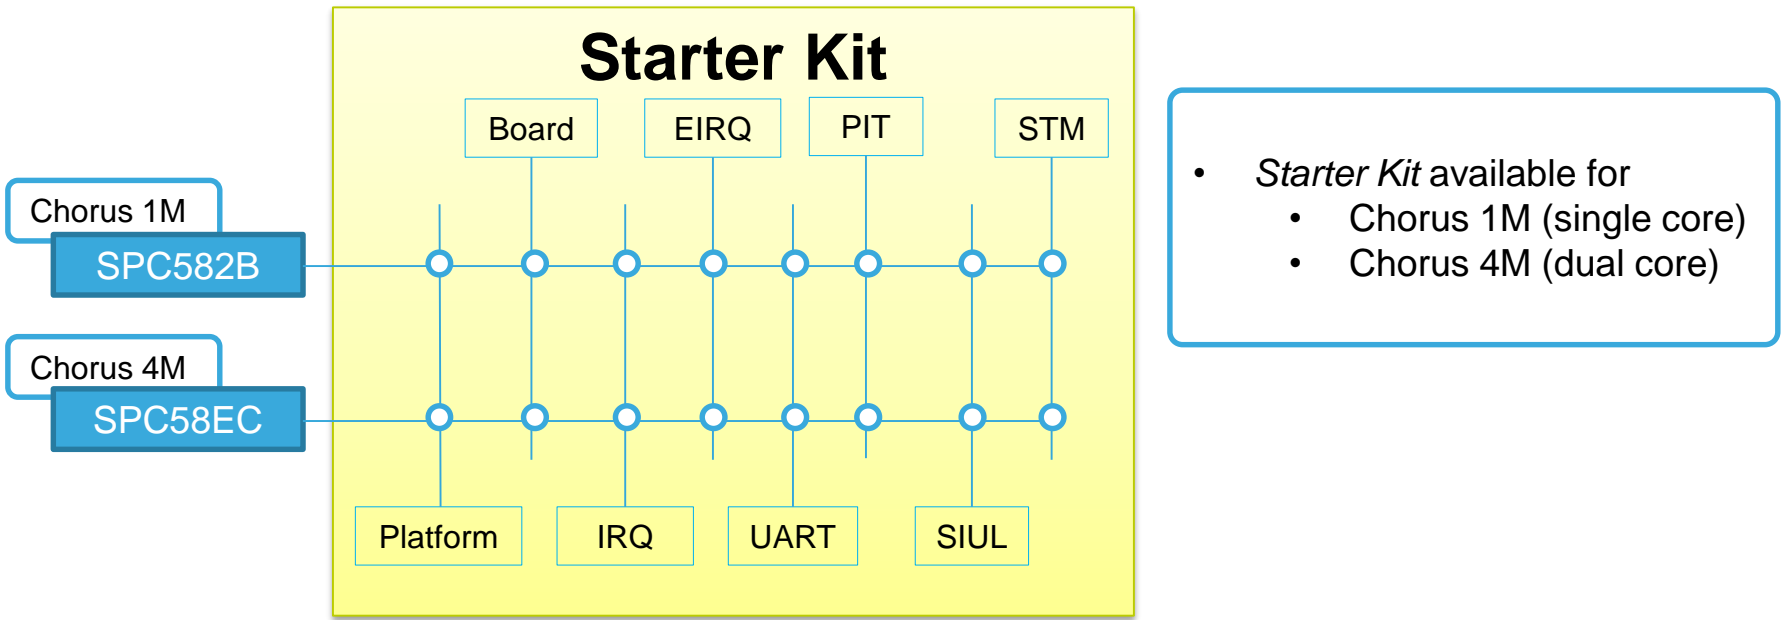 Starter Kit
Board
EIRQ
PIT
STM
Chorus 1M
SPC582B
Chorus 4M
SPC58EC
Platform
IRQ
UART
SIUL
• Starter Kit available for
• Chorus 1M (single core)
• Chorus 4M (dual core)